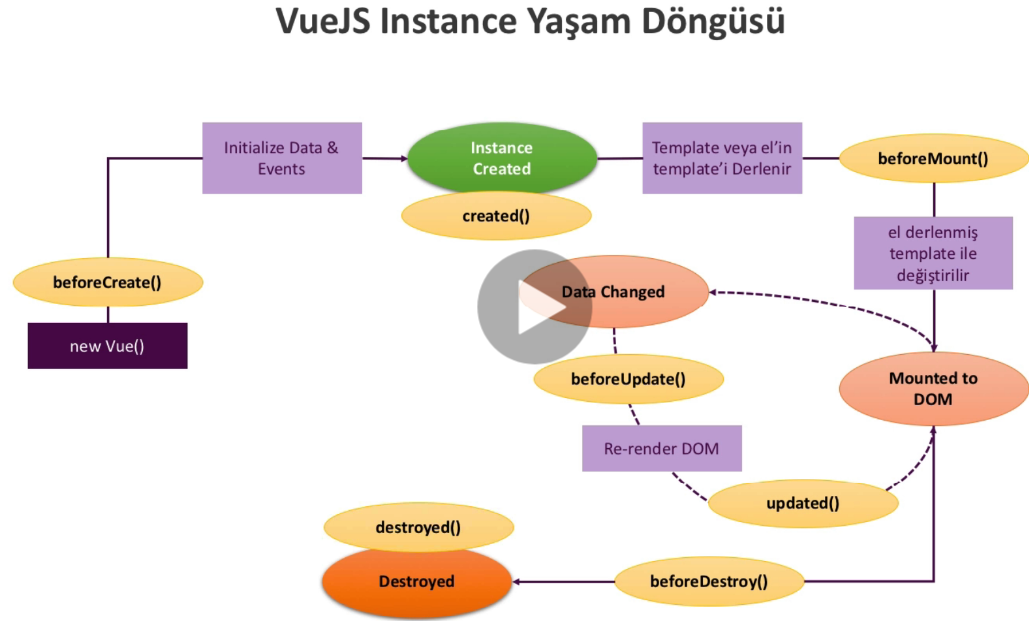 VueJS Instance Yaşam Döngüsü
Initialize Data &
Events
Instance
Created
created()
Template veya el’in
template’i Derlenir
beforeMount()
el derlenmiş
template ile
değiştirilir
beforeCreate()
new Vue()
Data Changed
beforeUpdate()
Mounted to
DOM
Re-render DOM
updated()
destroyed()
Destroyed
beforeDestroy()